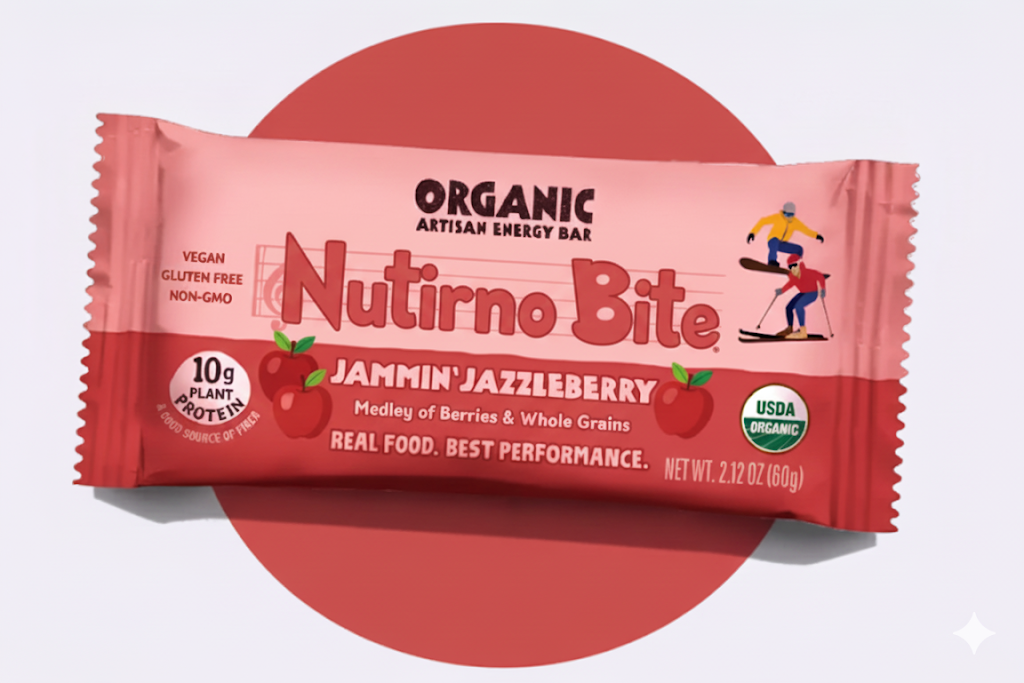 ORGANIC
ARTISAN ENERGY BAR
VEGAN
GLUTEN FREE
NON-GMO
Nutirno Bite
10g
PLANT
PROTEIN
A GOOD SOURCE OF FIBER
JAMMIN'JAZZLEBERRY
Medley of Berries & Whole Grains
REAL FOOD. BEST PERFORMANCE.
USDA
ORGANIC
NET WT. 2.12 OZ (60g)